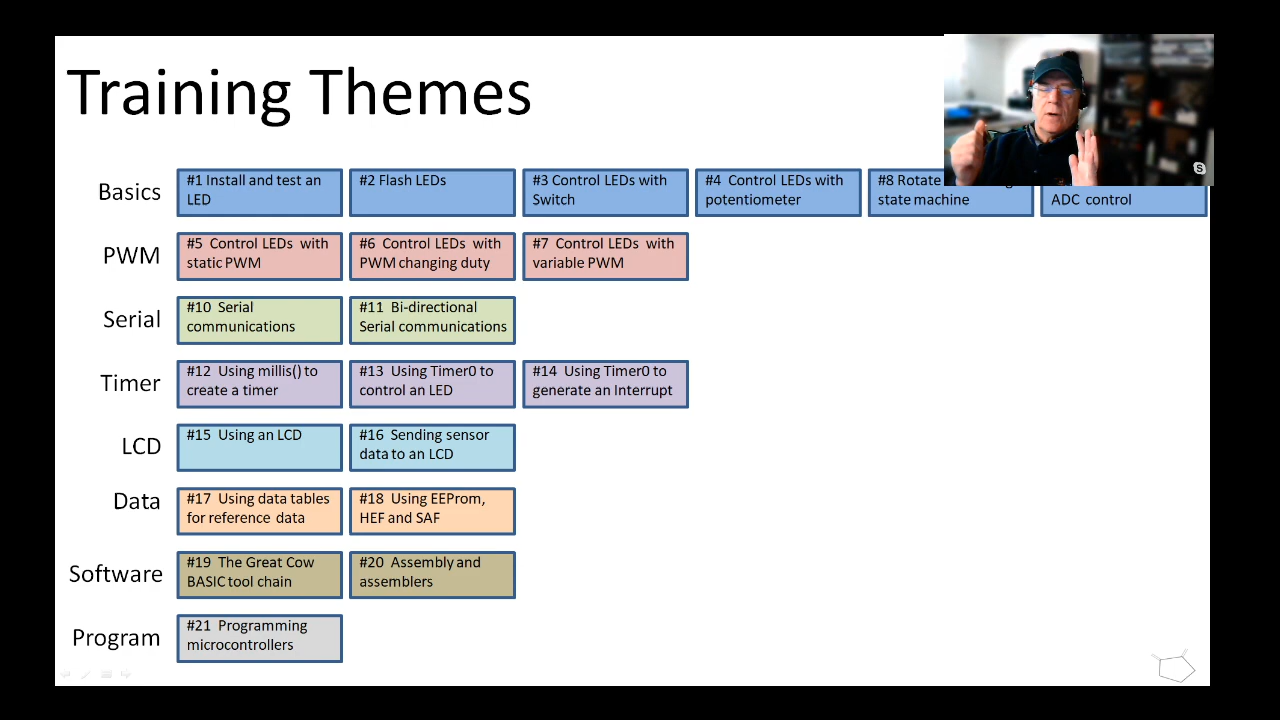 Training Themes
Basics
#1 Install and test an
LED
#2 Flash LEDs
#3 Control LEDs with
Switch
#4 Control LEDs with
potentiometer
#8 Rotate
state machine
ADC control
PWM
#5 Control LEDs with
static PWM
#6 Control LEDs with
PWM changing duty
#7 Control LEDs with
variable PWM
Serial
#10 Serial
communications
#11 Bi-directional
Serial communications
Timer
#12 Using millis() to
create a timer
#13 Using Timer0 to
control an LED
#14 Using Timer0 to
generate an Interrupt
LCD
#15 Using an LCD
#16 Sending sensor
data to an LCD
Data
#17 Using data tables
for reference data
#18 Using EEProm,
HEF and SAF
Software
#19 The Great Cow
BASIC tool chain
#20 Assembly and
assemblers
Program
#21 Programming
microcontrollers